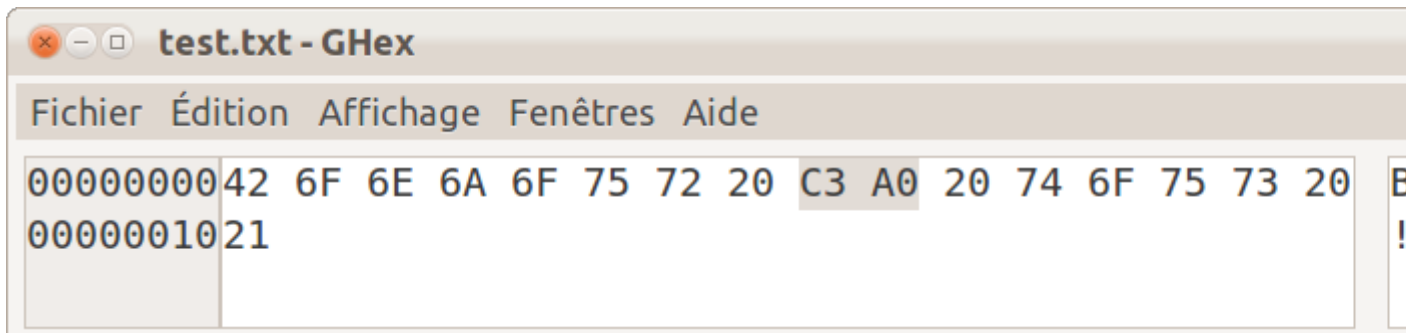 test.txt - GHex
Fichier Édition Affichage Fenêtres Aide
00000000 42 6F 6E 6A 6F 75 72 20 C3 A0 20 74 6F 75 73 20 B
00000010 21 !